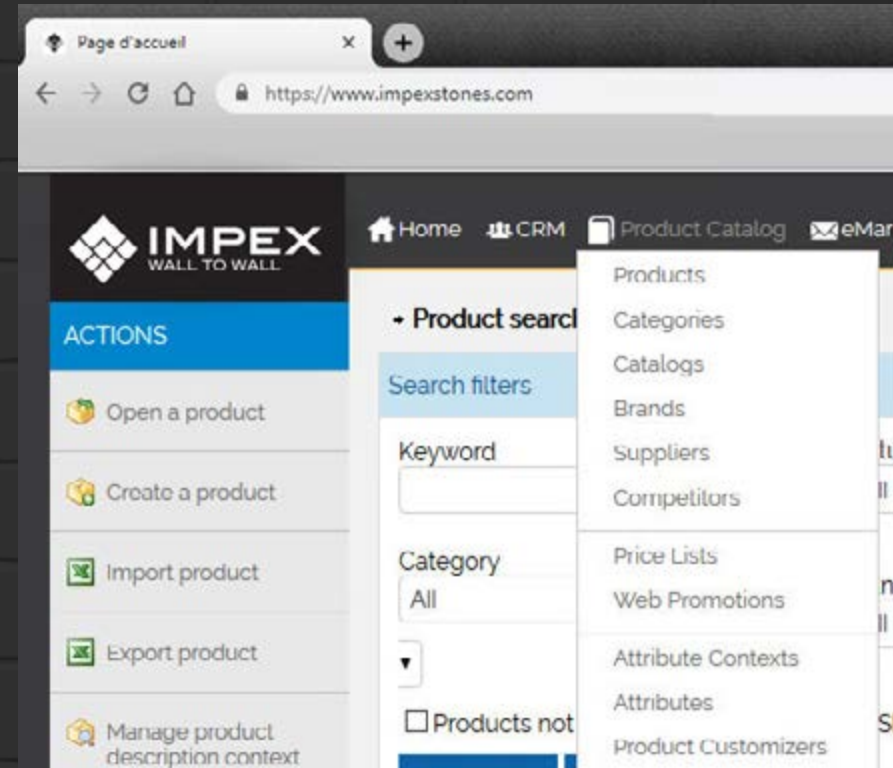 Page d'accueil
https://www.impexstones.com
IMPEX
WALL TO WALL
Home CRM Product Catalog
ACTIONS
Open a product
Create a product
Import product
Export product
Manage product
description context
Product
Search filters
Keyword
Category
All
Products not
Products
Categories
Catalogs
Brands
Suppliers
Competitors
Price Lists
Web Promotions
Attribute Contexts
Attributes
Product Customizers